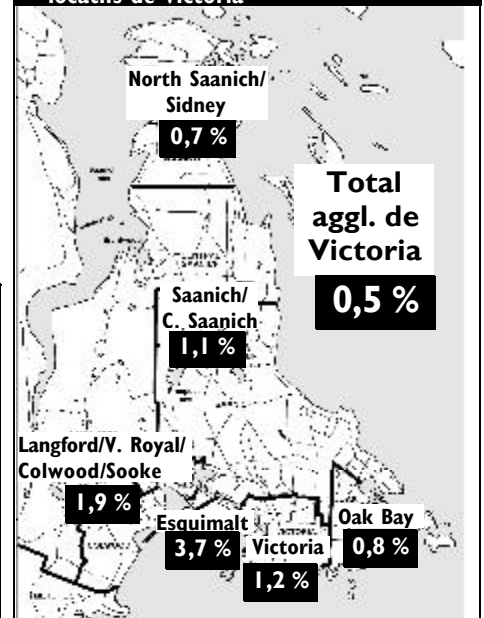 locatifs de Victoria
North Saanich/
Sidney
0,7 %
Total
aggl. de
Victoria
0,5 %
Saanich/
C. Saanich
1,1 %
Langford/V. Royal/
Colwood/Sooke
1,9 %
Esquimalt
3,7 %
Victoria
1,2 %
Oak Bay
0,8 %